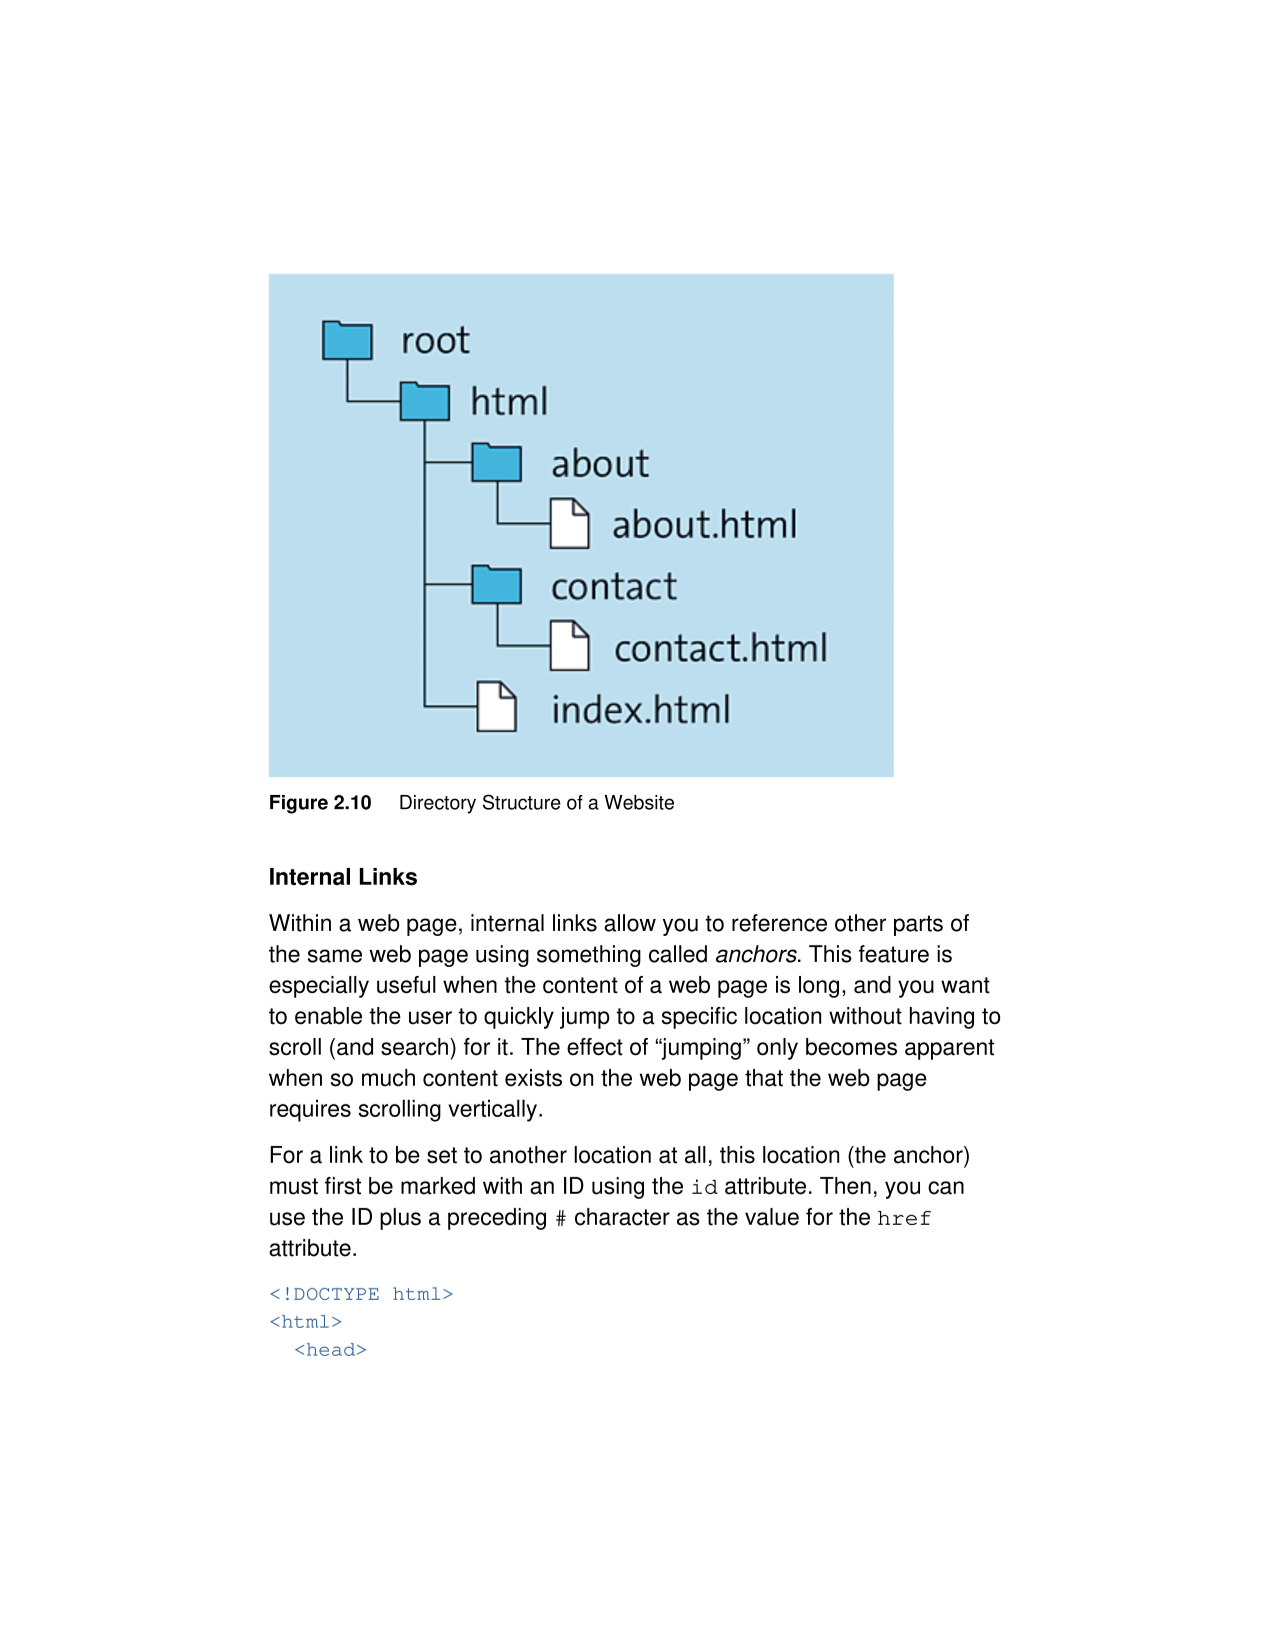 root
html
about
about.html
contact
contact.html
index.html
Figure 2.10 Directory Structure of a Website
Internal Links
Within a web page, internal links allow you to reference other parts of
the same web page using something called anchors. This feature is
especially useful when the content of a web page is long, and you want
to enable the user to quickly jump to a specific location without having to
scroll (and search) for it. The effect of “jumping” only becomes apparent
when so much content exists on the web page that the web page
requires scrolling vertically.
For a link to be set to another location at all, this location (the anchor)
must first be marked with an ID using the id attribute. Then, you can
use the ID plus a preceding # character as the value for the href
attribute.
<!DOCTYPE html>
<html>
  <head>